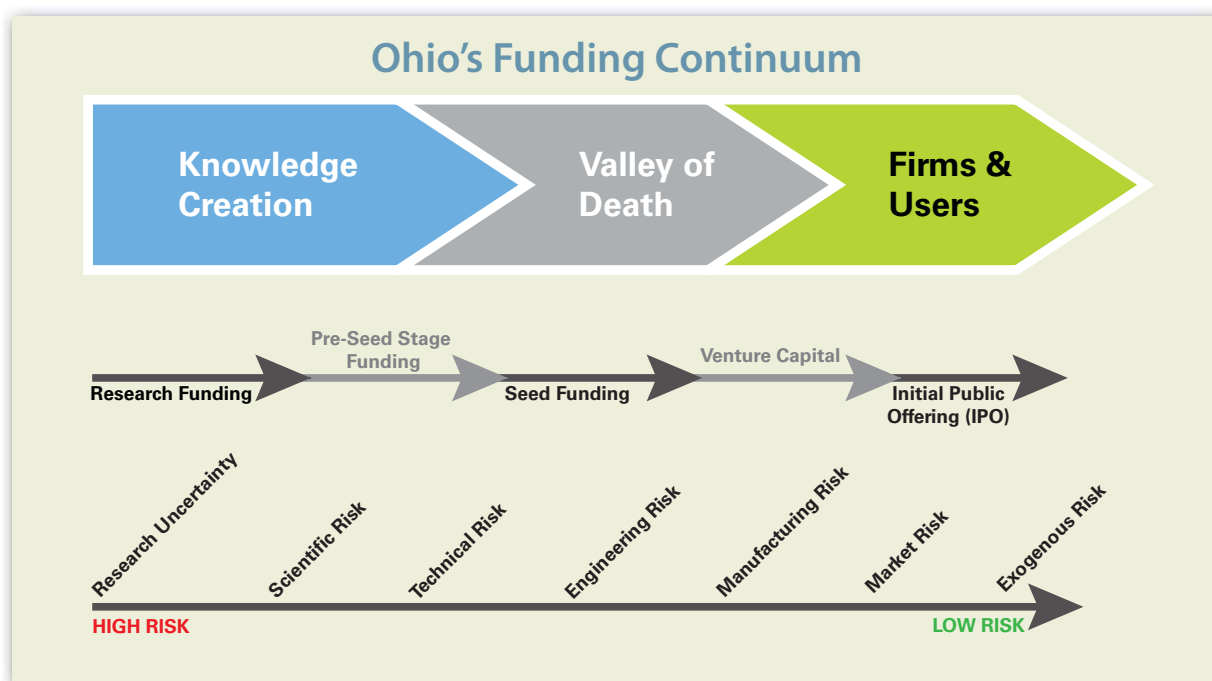 Ohio's Funding Continuum
Knowledge
Creation
Valley of
Death
Firms &
Users
Research Funding
Pre-Seed Stage
Funding
Seed Funding
Venture Capital
Initial Public
Offering (IPO)
Research Uncertainty
Scientific Risk
Technical Risk
Engineering Risk
Manufacturing Risk
Market Risk
Exogenous Risk
HIGH RISK
LOW RISK